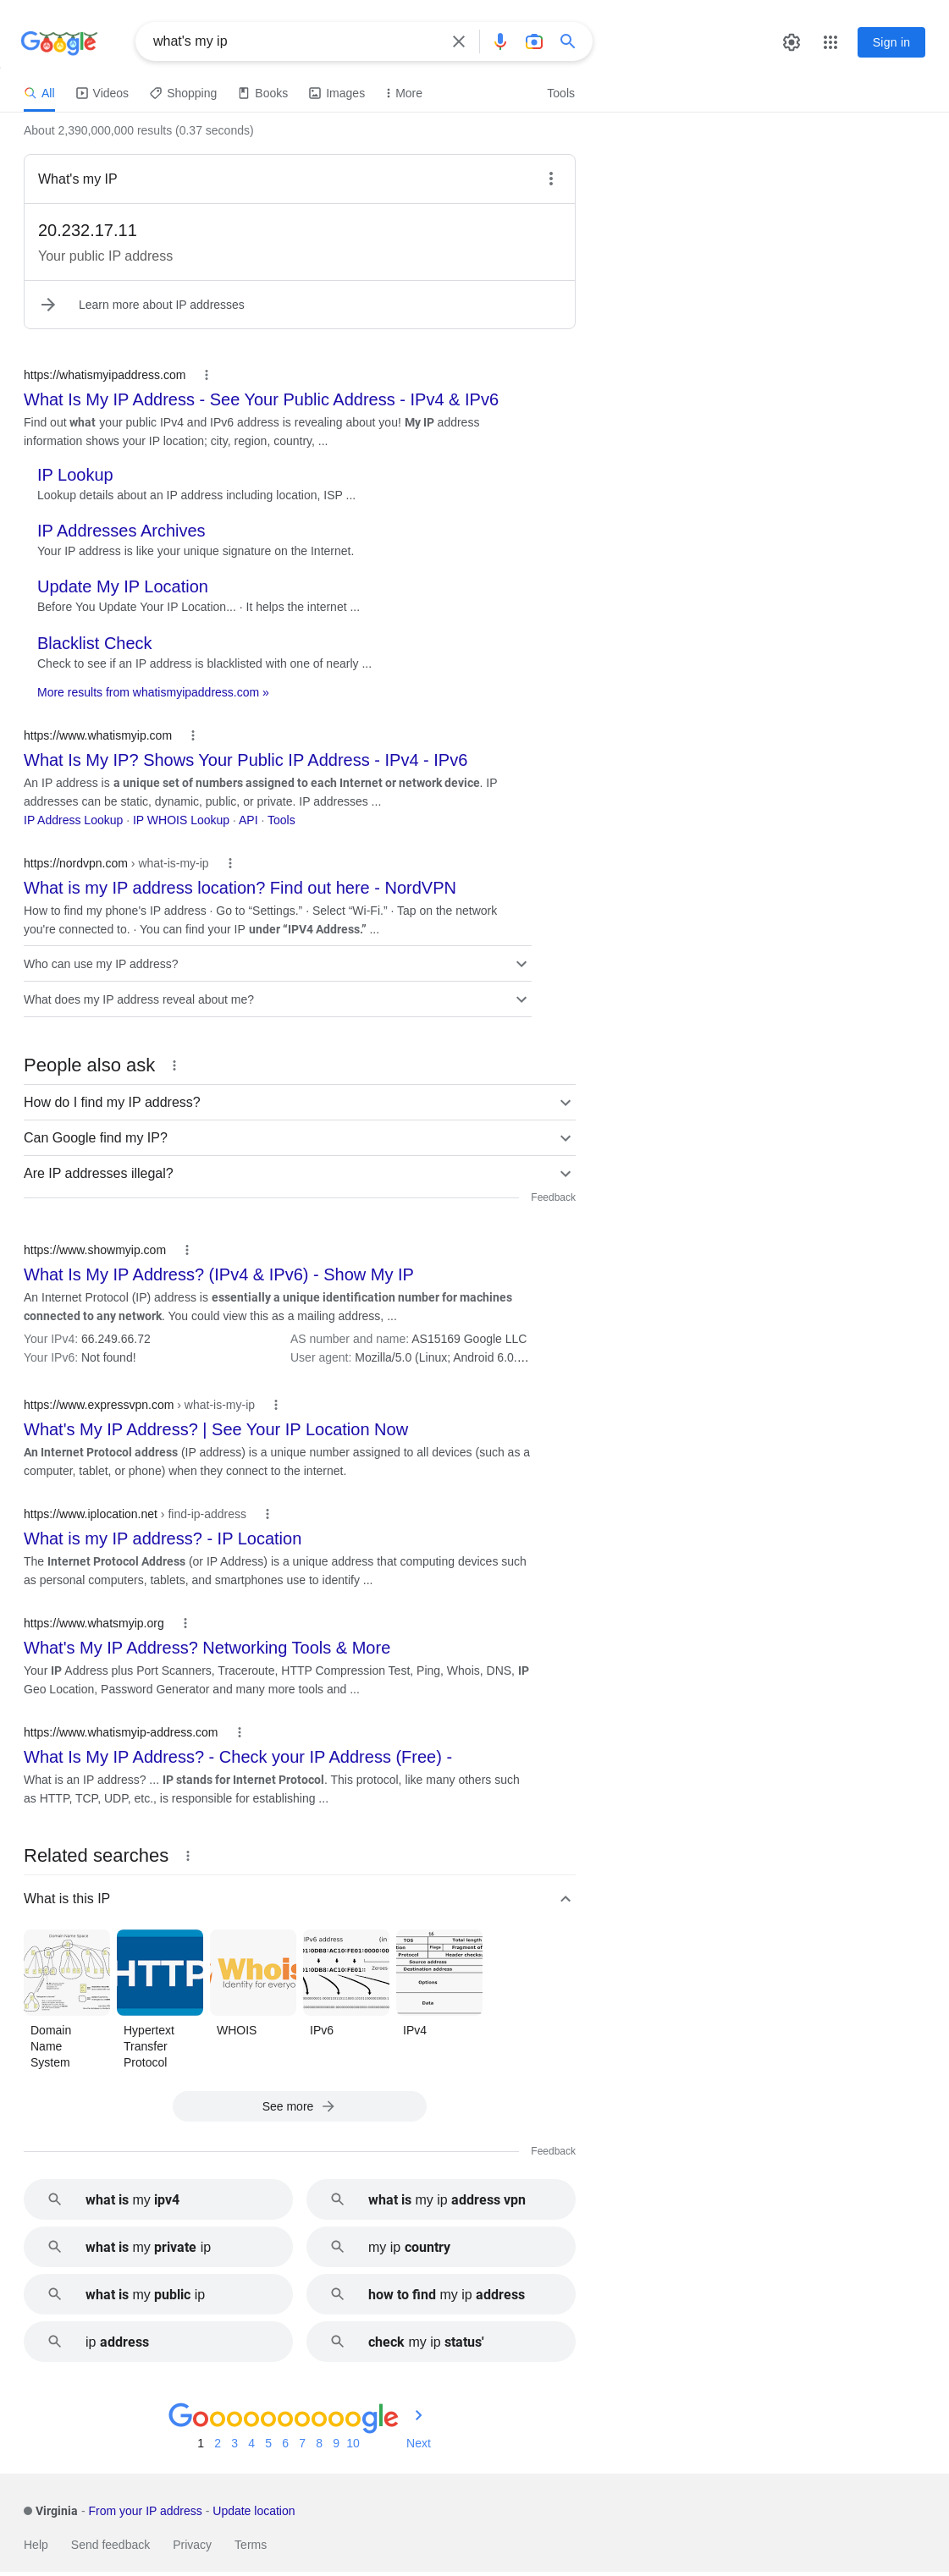 Google
what's my ip
Sign in
All
Videos
Shopping
Books
Images
More
Tools
About 2,390,000,000 results (0.37 seconds)
What's my IP
20.232.17.11
Your public IP address
Learn more about IP addresses
https://whatismyipaddress.com
What Is My IP Address - See Your Public Address - IPv4 & IPv6
Find out what your public IPv4 and IPv6 address is revealing about you! My IP address
information shows your IP location; city, region, country, ...
IP Lookup
Lookup details about an IP address including location, ISP ...
IP Addresses Archives
Your IP address is like your unique signature on the Internet.
Update My IP Location
Before You Update Your IP Location... · It helps the internet ...
Blacklist Check
Check to see if an IP address is blacklisted with one of nearly ...
More results from whatismyipaddress.com »
https://www.whatismyip.com
What Is My IP? Shows Your Public IP Address - IPv4 - IPv6
An IP address is a unique set of numbers assigned to each Internet or network device. IP
addresses can be static, dynamic, public, or private. IP addresses ...
IP Address Lookup · IP WHOIS Lookup · API · Tools
https://nordvpn.com › what-is-my-ip
What is my IP address location? Find out here - NordVPN
How to find my phone's IP address · Go to “Settings.” · Select “Wi-Fi.” · Tap on the network
you're connected to. · You can find your IP under “IPV4 Address.” ...
Who can use my IP address?
What does my IP address reveal about me?
People also ask
How do I find my IP address?
Can Google find my IP?
Are IP addresses illegal?
Feedback
https://www.showmyip.com
What Is My IP Address? (IPv4 & IPv6) - Show My IP
An Internet Protocol (IP) address is essentially a unique identification number for machines
connected to any network. You could view this as a mailing address, ...
Your IPv4: 66.249.66.72
AS number and name: AS15169 Google LLC
Your IPv6: Not found!
User agent: Mozilla/5.0 (Linux; Android 6.0....
https://www.expressvpn.com › what-is-my-ip
What's My IP Address? | See Your IP Location Now
An Internet Protocol address (IP address) is a unique number assigned to all devices (such as a
computer, tablet, or phone) when they connect to the internet.
https://www.iplocation.net › find-ip-address
What is my IP address? - IP Location
The Internet Protocol Address (or IP Address) is a unique address that computing devices such
as personal computers, tablets, and smartphones use to identify ...
https://www.whatsmyip.org
What's My IP Address? Networking Tools & More
Your IP Address plus Port Scanners, Traceroute, HTTP Compression Test, Ping, Whois, DNS, IP
Geo Location, Password Generator and many more tools and ...
https://www.whatismyip-address.com
What Is My IP Address? - Check your IP Address (Free) -
What is an IP address? ... IP stands for Internet Protocol. This protocol, like many others such
as HTTP, TCP, UDP, etc., is responsible for establishing ...
Related searches
What is this IP
Domain Name Space
HTTP
Whois
Identity for everyo
IPv6 address (in
Zeroes
TOS Total length
Flags Fragment of
Protocol Header checks
Source address
Destination address
Options
Data
Domain
Name
System
Hypertext
Transfer
Protocol
WHOIS
IPv6
IPv4
See more
Feedback
what is my ipv4
what is my ip address vpn
what is my private ip
my ip country
what is my public ip
how to find my ip address
ip address
check my ip status'
Goooooooooogle
1 2 3 4 5 6 7 8 9 10 Next
Virginia - From your IP address - Update location
Help
Send feedback
Privacy
Terms